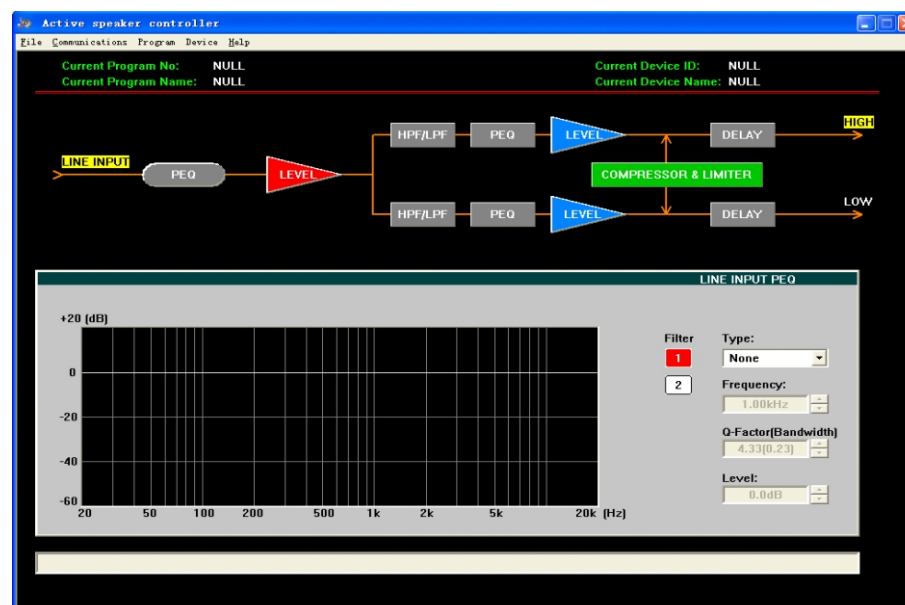 Active speaker controller
File Communications Program Device Help
Current Program No: NULL Current Device ID: NULL
Current Program Name: NULL Current Device Name: NULL
HIGH
HPF/LPF PEQ LEVEL DELAY
LINE INPUT
PEQ LEVEL COMPRESSOR & LIMITER
LOW
HPF/LPF PEQ LEVEL DELAY
LINE INPUT PEQ
+20 (dB)
Filter Type:
1 None
0
2 Frequency:
1.00kHz
-20
Q-Factor(Bandwidth)
4.33(0.23)
-40
Level:
0.0dB
-60
20 50 100 200 500 1k 2k 5k 20k (Hz)